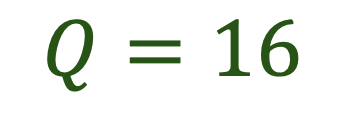 Q = 16